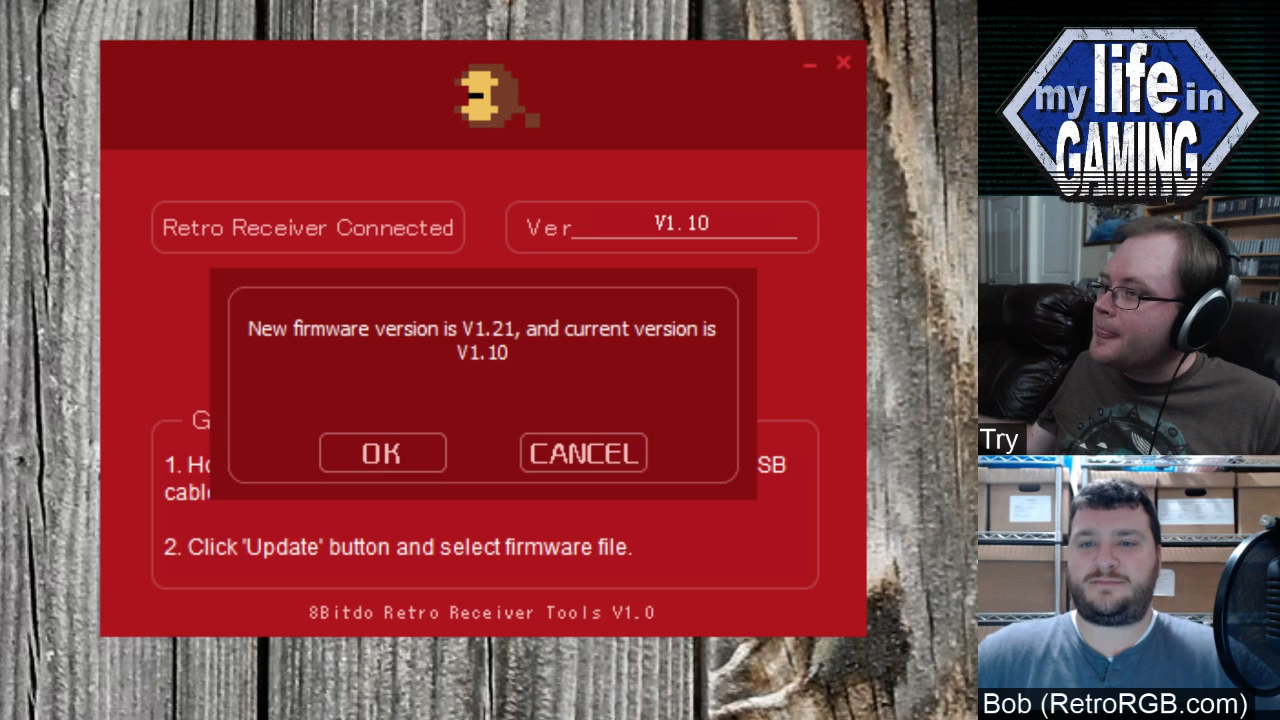 Retro Receiver Connected
Ver V1.10
New firmware version is V1.21, and current version is
V1.10
OK CANCEL
G
1. Ho SB
cable
2. Click 'Update' button and select firmware file.
8Bitdo Retro Receiver Tools V1.0
my life in
GAMING
Try
Bob (RetroRGB.com)